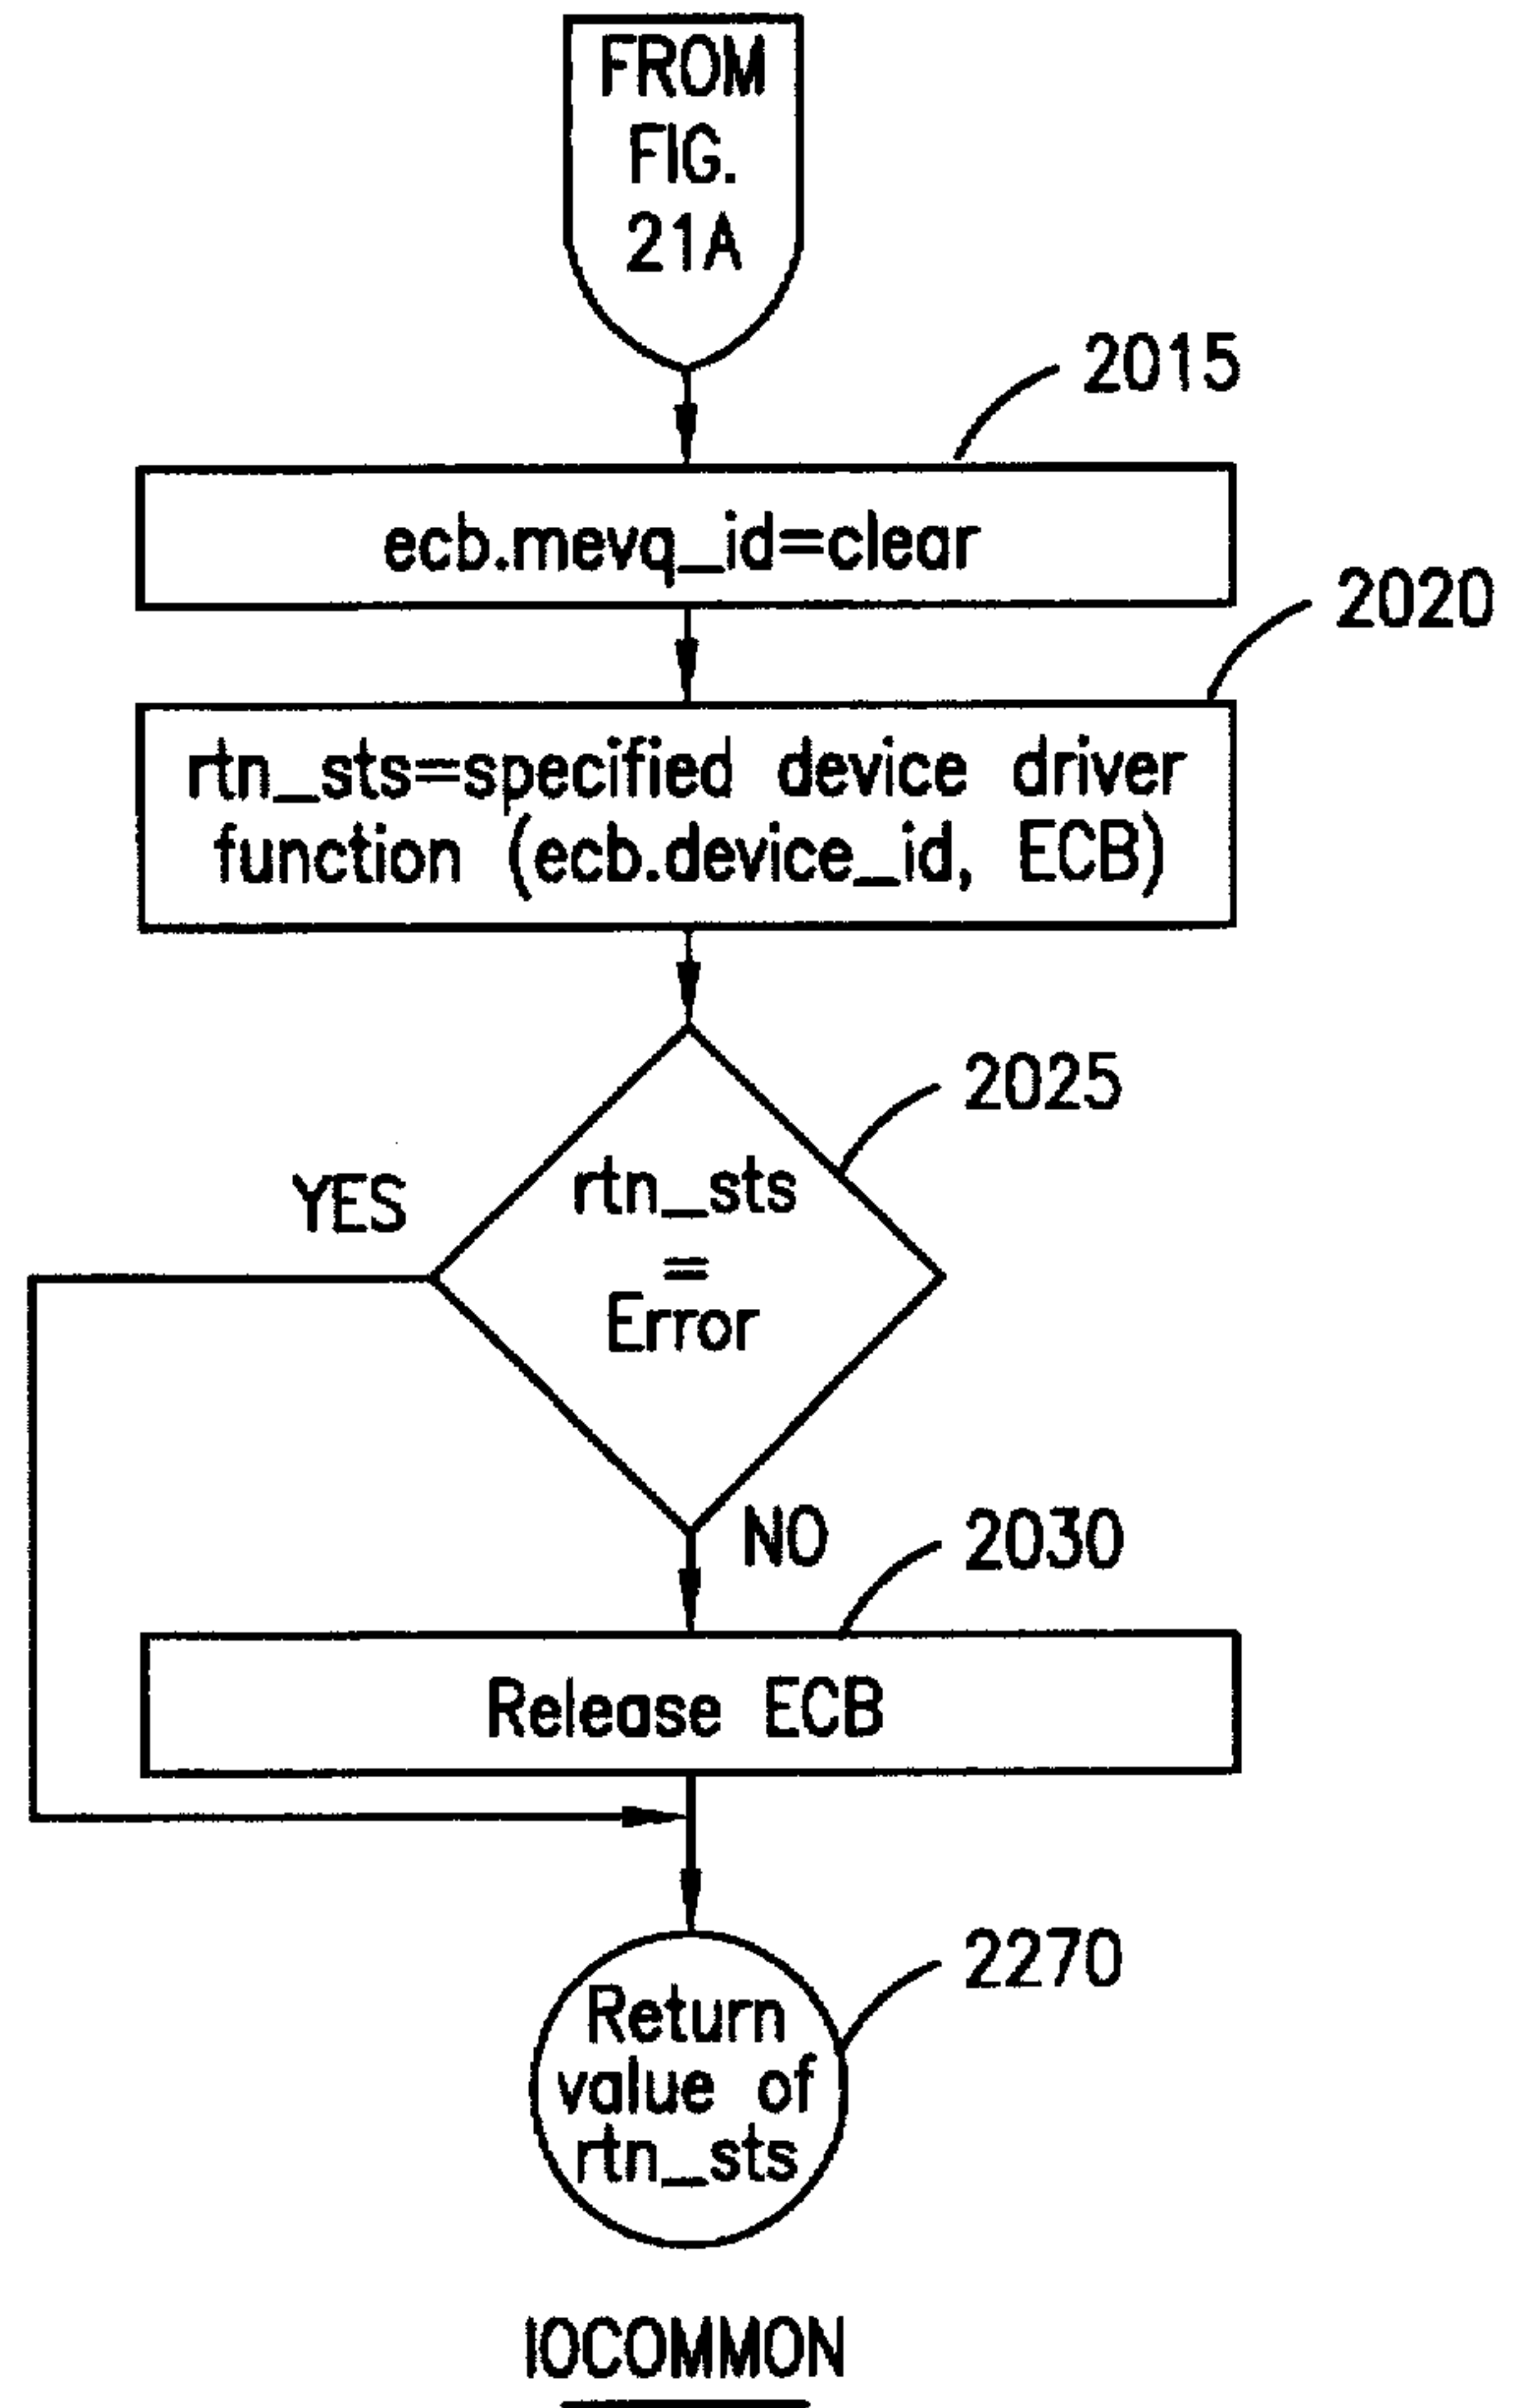 FROM
FIG.
21A
2015
ecb.mevq_id=clear
2020
rtn_sts=specified device driver
function (ecb.device_id, ECB)
2025
YES
rtn_sts
=
Error
NO
2030
Release ECB
2270
Return
value of
rtn_sts
IOCOMMON